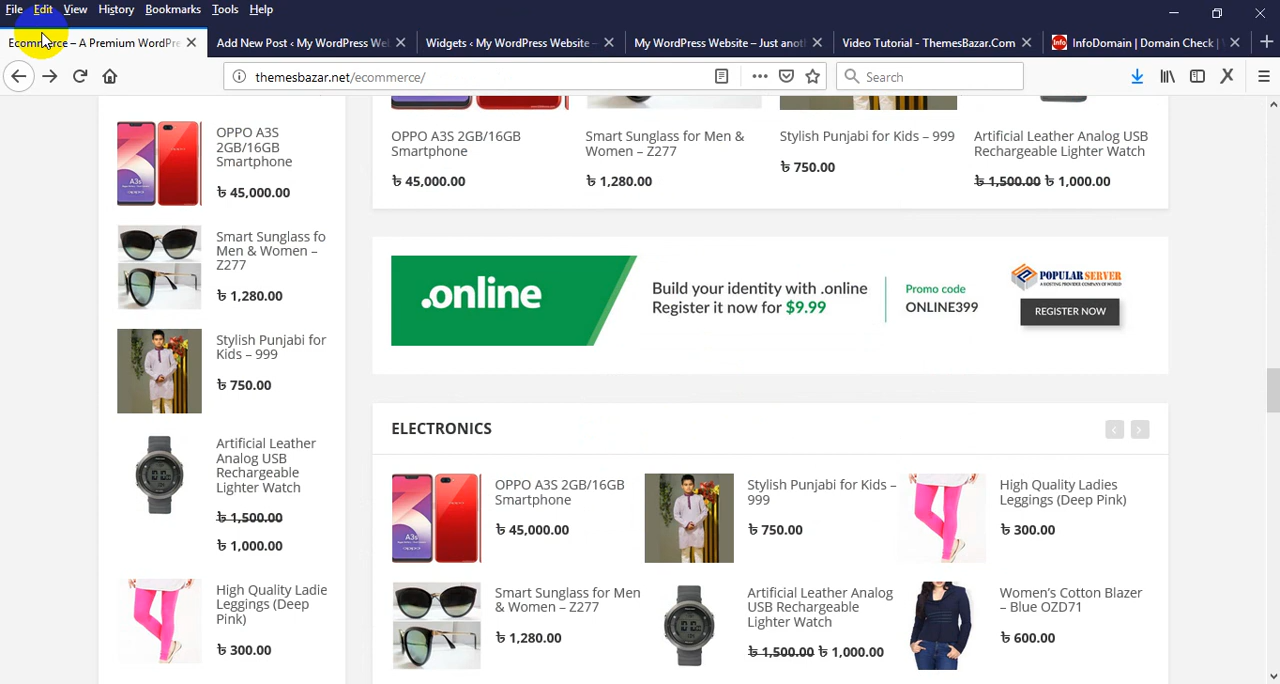 File Edit View History Bookmarks Tools Help
Ecommerce – A Premium WordPre
Add New Post ‹ My WordPress We
Widgets ‹ My WordPress Website –
My WordPress Website – Just anot
Video Tutorial - ThemesBazar.Com
Info InfoDomain | Domain Check |
themesbazar.net/ecommerce/
Search
OPPO A3S
2GB/16GB
Smartphone
৳ 45,000.00
Smart Sunglass fo
Men & Women –
Z277
৳ 1,280.00
Stylish Punjabi for
Kids – 999
৳ 750.00
Artificial Leather
Analog USB
Rechargeable
Lighter Watch
৳ 1,500.00
৳ 1,000.00
High Quality Ladie
Leggings (Deep
Pink)
৳ 300.00
OPPO A3S 2GB/16GB
Smartphone
৳ 45,000.00
Smart Sunglass for Men &
Women – Z277
৳ 1,280.00
Stylish Punjabi for Kids – 999
৳ 750.00
Artificial Leather Analog USB
Rechargeable Lighter Watch
৳ 1,500.00 ৳ 1,000.00
.online
Build your identity with .online
Register it now for $9.99
Promo code
ONLINE399
POPULAR SERVER
A HOSTING PROVIDER COMPANY OF WORLD
REGISTER NOW
ELECTRONICS
A3s
OPPO A3S 2GB/16GB
Smartphone
৳ 45,000.00
Stylish Punjabi for Kids –
999
৳ 750.00
High Quality Ladies
Leggings (Deep Pink)
৳ 300.00
Smart Sunglass for Men
& Women – Z277
৳ 1,280.00
Artificial Leather Analog
USB Rechargeable
Lighter Watch
৳ 1,500.00 ৳ 1,000.00
Women's Cotton Blazer
– Blue OZD71
৳ 600.00